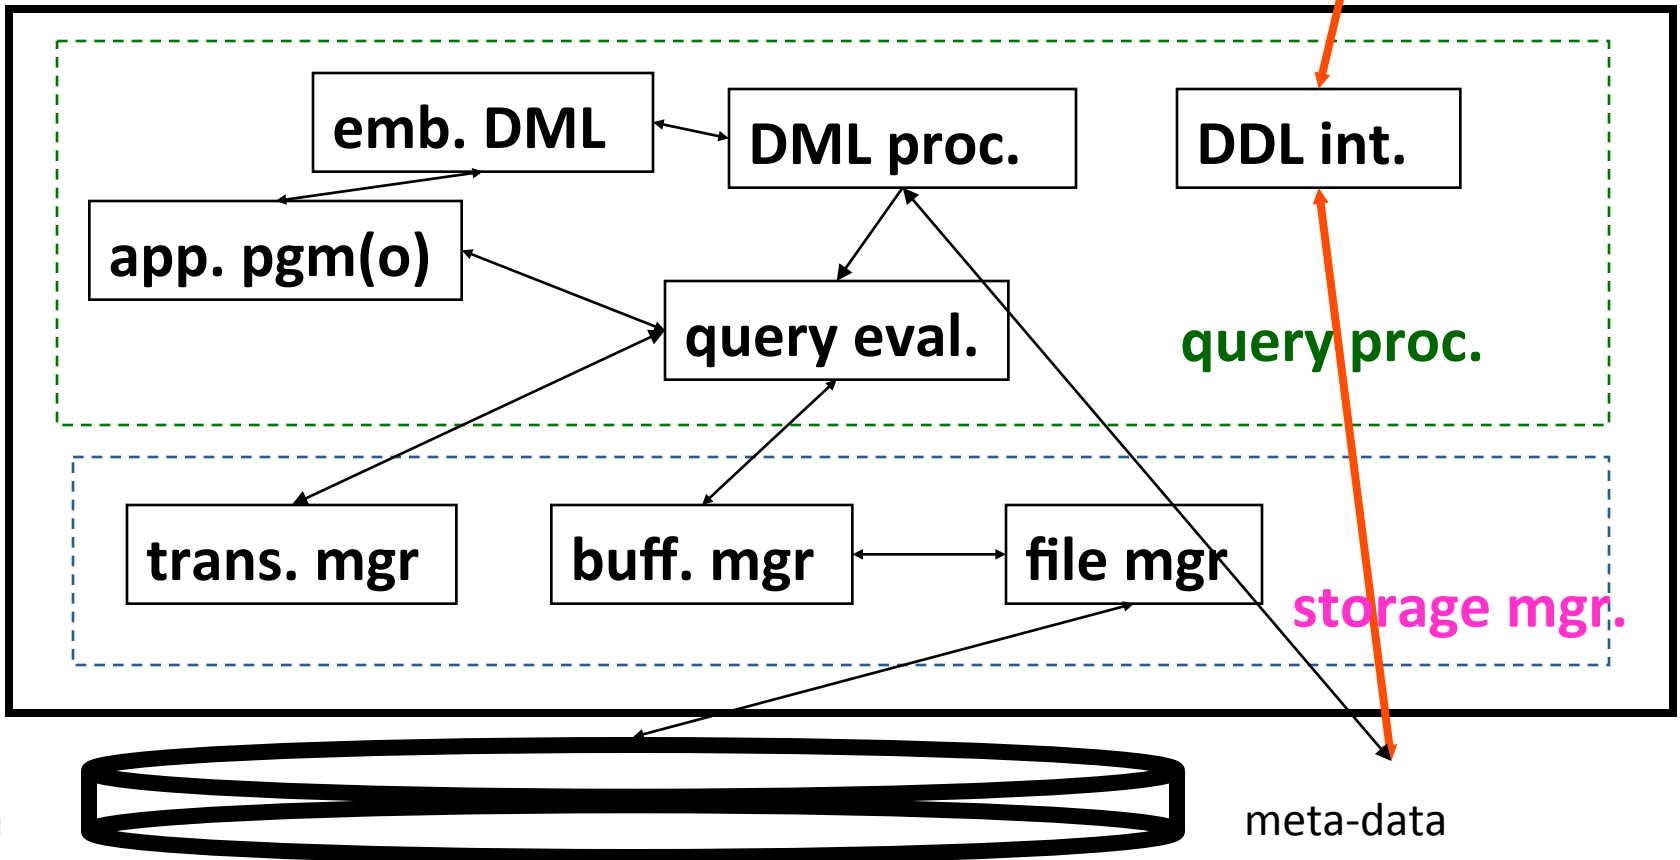 emb. DML
DML proc.
DDL int.
app. pgm(o)
query eval.
query proc.
trans. mgr
buff. mgr
file mgr
storage mgr.
meta-data